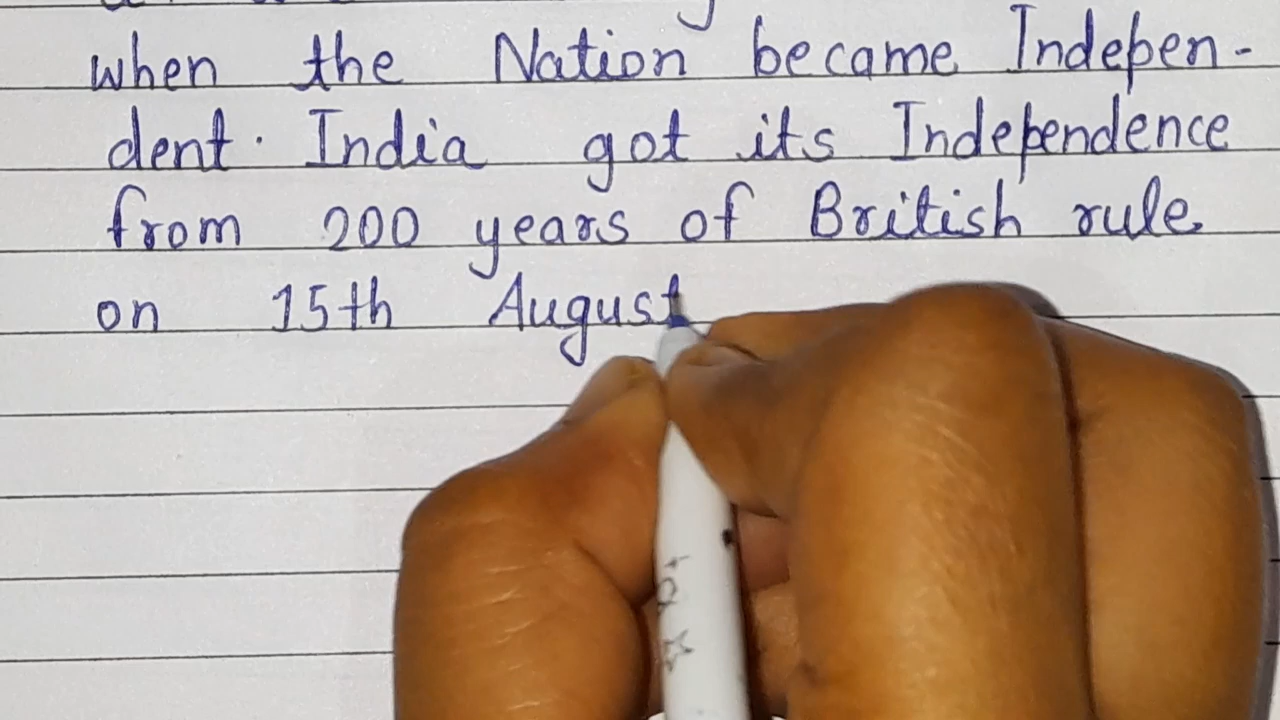 when the Nation became Indepen-
dent. India got its Independence
from 200 years of British rule
on 15th August